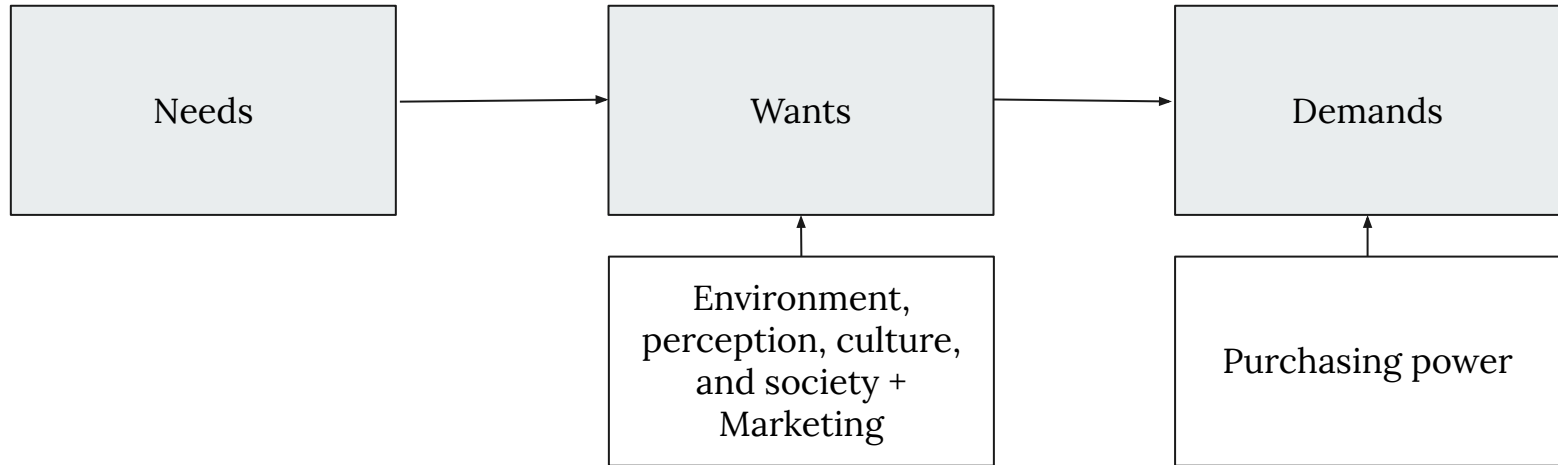 Needs
Wants
Demands
Environment,
perception, culture,
and society +
Marketing
Purchasing power